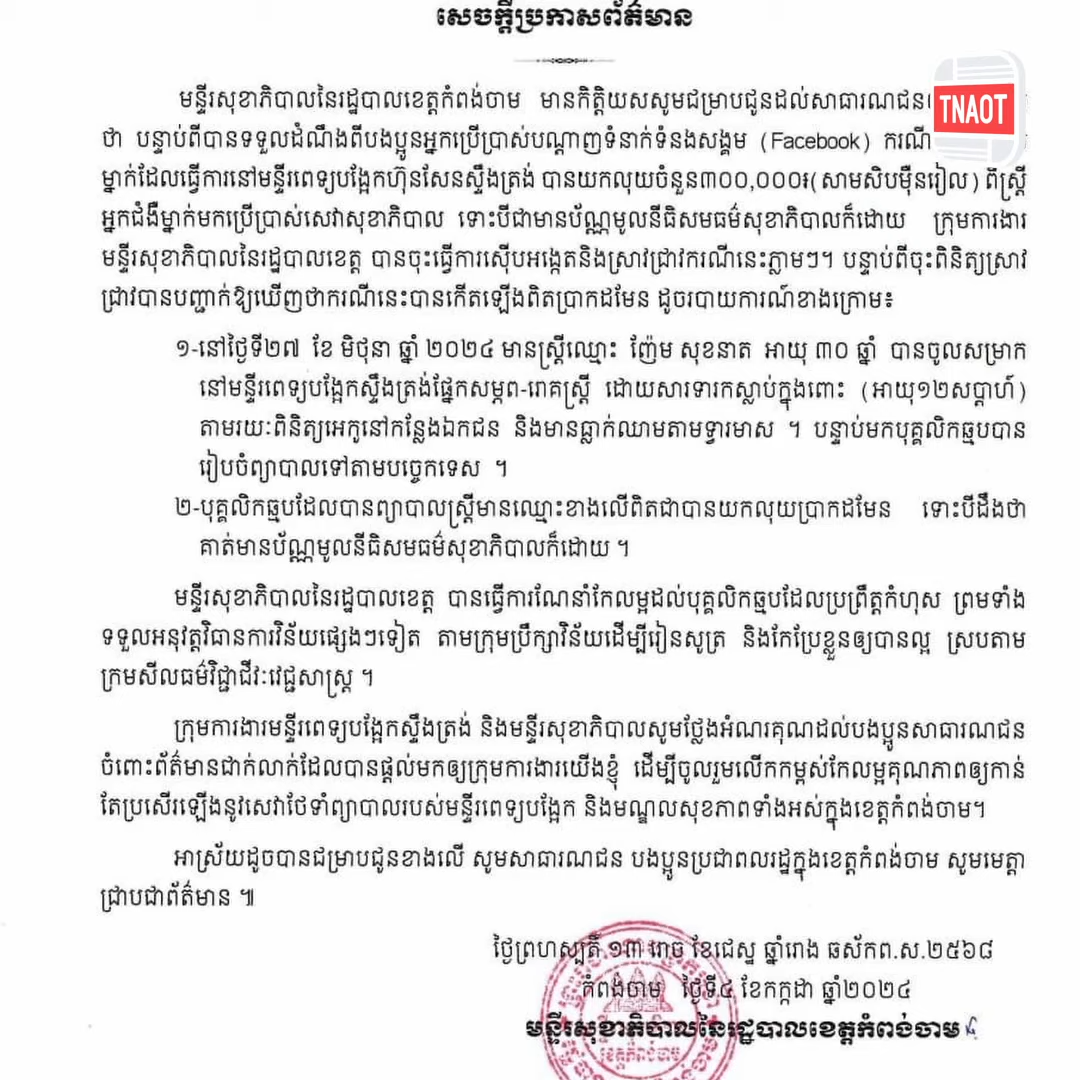 សេចក្តីប្រកាសព័ត៌មាន
TNAOT
មន្ទីរសុខាភិបាលនៃរដ្ឋបាលខេត្តកំពង់ចាម មានកិត្តិយសសូមជម្រាបជូនដល់សាធារណជន
ថា បន្ទាប់ពីបានទទួលដំណឹងពីបងប្អូនអ្នកប្រើប្រាស់បណ្តាញទំនាក់ទំនងសង្គម (Facebook) ករណី
ម្នាក់ដែលធ្វើការនៅមន្ទីរពេទ្យបង្អែកហ៊ុនសែនស្ទឹងត្រង់ បានយកលុយចំនួន៣០០,០០០៛(សាមសិបម៉ឺនរៀល) ពីស្ត្រី
អ្នកជំងឺម្នាក់មកប្រើប្រាស់សេវាសុខាភិបាល ទោះបីជាមានប័ណ្ណមូលនីធិសមធម៌សុខាភិបាលក៏ដោយ ក្រុមការងារ
មន្ទីរសុខាភិបាលនៃរដ្ឋបាលខេត្ត បានចុះធ្វើការស៊ើបអង្កេតនិងស្រាវជ្រាវករណីនេះភ្លាមៗ។ បន្ទាប់ពីចុះពិនិត្យស្រាវ
ជ្រាវបានបញ្ជាក់ឱ្យឃើញថាករណីនេះបានកើតឡើងពិតប្រាកដមែន ដូចរបាយការណ៍ខាងក្រោម៖
១-នៅថ្ងៃទី២៧ ខែ មិថុនា ឆ្នាំ ២០២៤ មានស្ត្រីឈ្មោះ ញ៉ែម សុខនាត អាយុ ៣០ ឆ្នាំ បានចូលសម្រាក
នៅមន្ទីរពេទ្យបង្អែកស្ទឹងត្រង់ផ្នែកសម្ភព-រោគស្ត្រី ដោយសារទារកស្លាប់ក្នុងពោះ (អាយុ១២សប្តាហ៍)
តាមរយៈពិនិត្យអេកូនៅកន្លែងឯកជន និងមានធ្លាក់ឈាមតាមទ្វារមាស ។ បន្ទាប់មកបុគ្គលិកឆ្មបបាន
រៀបចំព្យាបាលទៅតាមបច្ចេកទេស ។
២-បុគ្គលិកឆ្មបដែលបានព្យាបាលស្ត្រីមានឈ្មោះខាងលើពិតជាបានយកលុយប្រាកដមែន ទោះបីដឹងថា
គាត់មានប័ណ្ណមូលនីធិសមធម៌សុខាភិបាលក៏ដោយ ។
មន្ទីរសុខាភិបាលនៃរដ្ឋបាលខេត្ត បានធ្វើការណែនាំកែលម្អដល់បុគ្គលិកឆ្មបដែលប្រព្រឹត្តកំហុស ព្រមទាំង
ទទួលអនុវត្តវិធានការវិន័យផ្សេងៗទៀត តាមក្រុមប្រឹក្សាវិន័យដើម្បីរៀនសូត្រ និងកែប្រែខ្លួនឲ្យបានល្អ ស្របតាម
ក្រមសីលធម៌វិជ្ជាជីវៈវេជ្ជសាស្ត្រ ។
ក្រុមការងារមន្ទីរពេទ្យបង្អែកស្ទឹងត្រង់ និងមន្ទីរសុខាភិបាលសូមថ្លែងអំណរគុណដល់បងប្អូនសាធារណជន
ចំពោះព័ត៌មានជាក់លាក់ដែលបានផ្តល់មកឲ្យក្រុមការងារយើងខ្ញុំ ដើម្បីចូលរួមលើកកម្ពស់កែលម្អគុណភាពឲ្យកាន់
តែប្រសើរឡើងនូវសេវាថែទាំព្យាបាលរបស់មន្ទីរពេទ្យបង្អែក និងមណ្ឌលសុខភាពទាំងអស់ក្នុងខេត្តកំពង់ចាម។
អាស្រ័យដូចបានជម្រាបជូនខាងលើ សូមសាធារណជន បងប្អូនប្រជាពលរដ្ឋក្នុងខេត្តកំពង់ចាម សូមមេត្តា
ជ្រាបជាព័ត៌មាន ៕
ថ្ងៃព្រហស្បតិ៍ ១៣ រោច ខែជេស្ឋ ឆ្នាំរោង ឆស័កព.ស.២៥៦៨
កំពង់ចាម ថ្ងៃទី៤ ខែកក្កដា ឆ្នាំ២០២៤
មន្ទីរសុខាភិបាលនៃរដ្ឋបាលខេត្តកំពង់ចាម
ខេត្តកំពង់ចាម